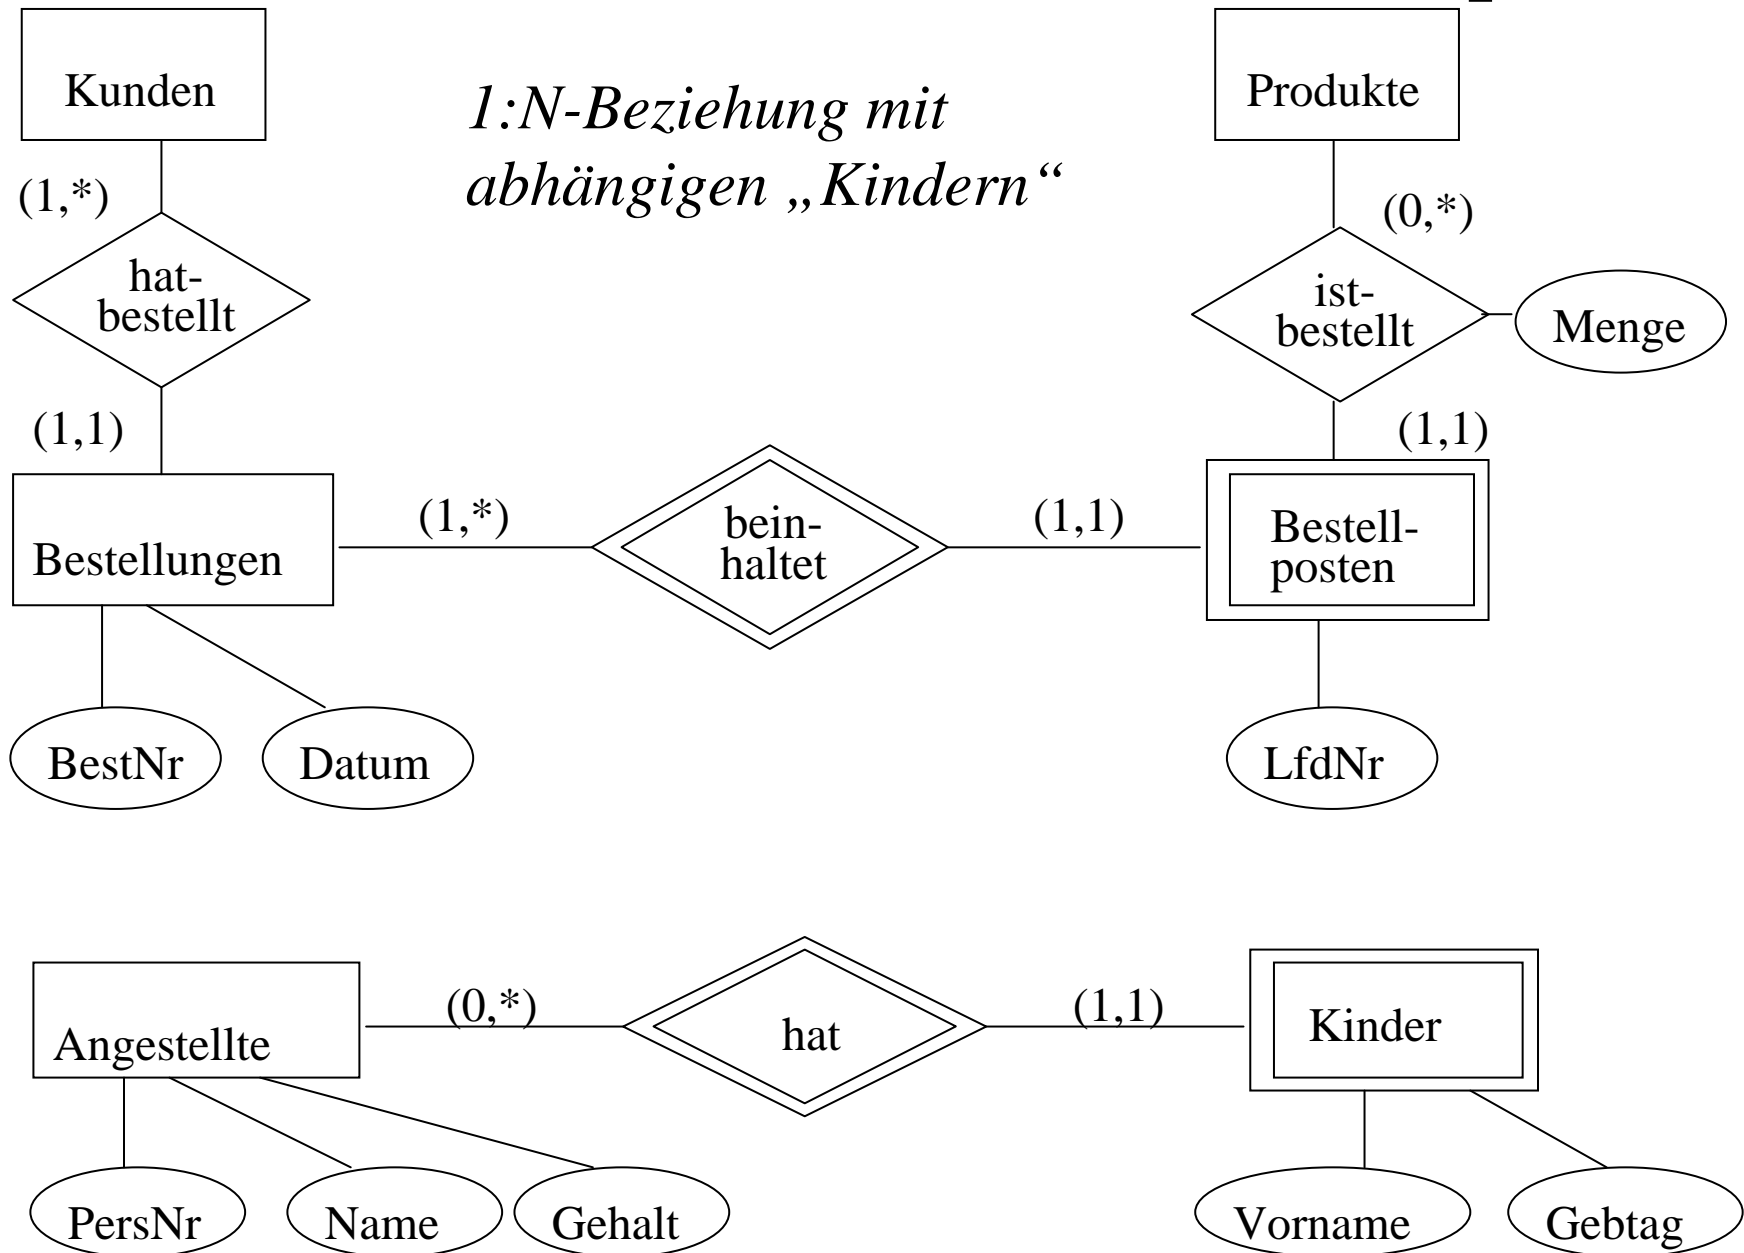 Kunden
Produkte
1:N-Beziehung mit
abhängigen „Kindern“
(1,*)
(0,*)
hat-
bestellt
ist-
bestellt
Menge
(1,1)
(1,1)
Bestellungen
(1,*)
bein-
haltet
(1,1)
Bestell-
posten
BestNr
Datum
LfdNr
Angestellte
(0,*)
hat
(1,1)
Kinder
PersNr
Name
Gehalt
Vorname
Gebtag